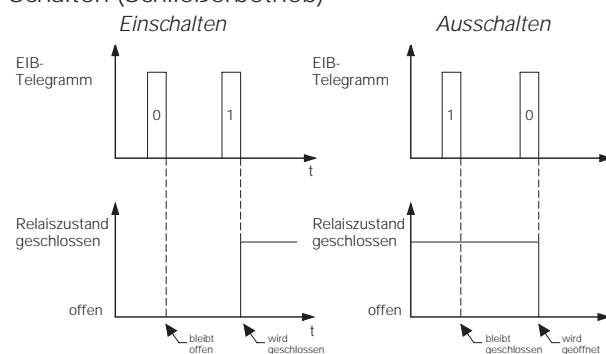 Schalten (Schließerbetrieb)
Einschalten
EIB-
Telegramm
0
1
t
Relaiszustand
geschlossen
offen
bleibt
offen
wird
geschlossen
t
Ausschalten
EIB-
Telegramm
1
0
Relaiszustand
geschlossen
offen
bleibt
geschlossen
wird
geöffnet